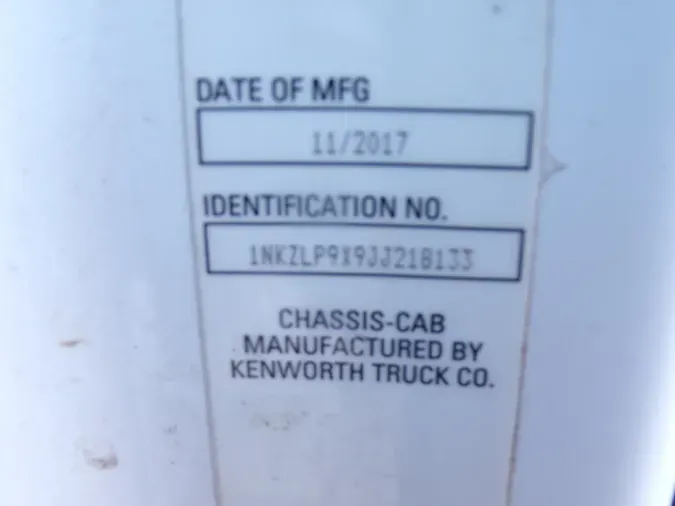 DATE OF MFG
11/2017
IDENTIFICATION NO.
1NKZLP9X9JJ218133
CHASSIS-CAB
MANUFACTURED BY
KENWORTH TRUCK CO.